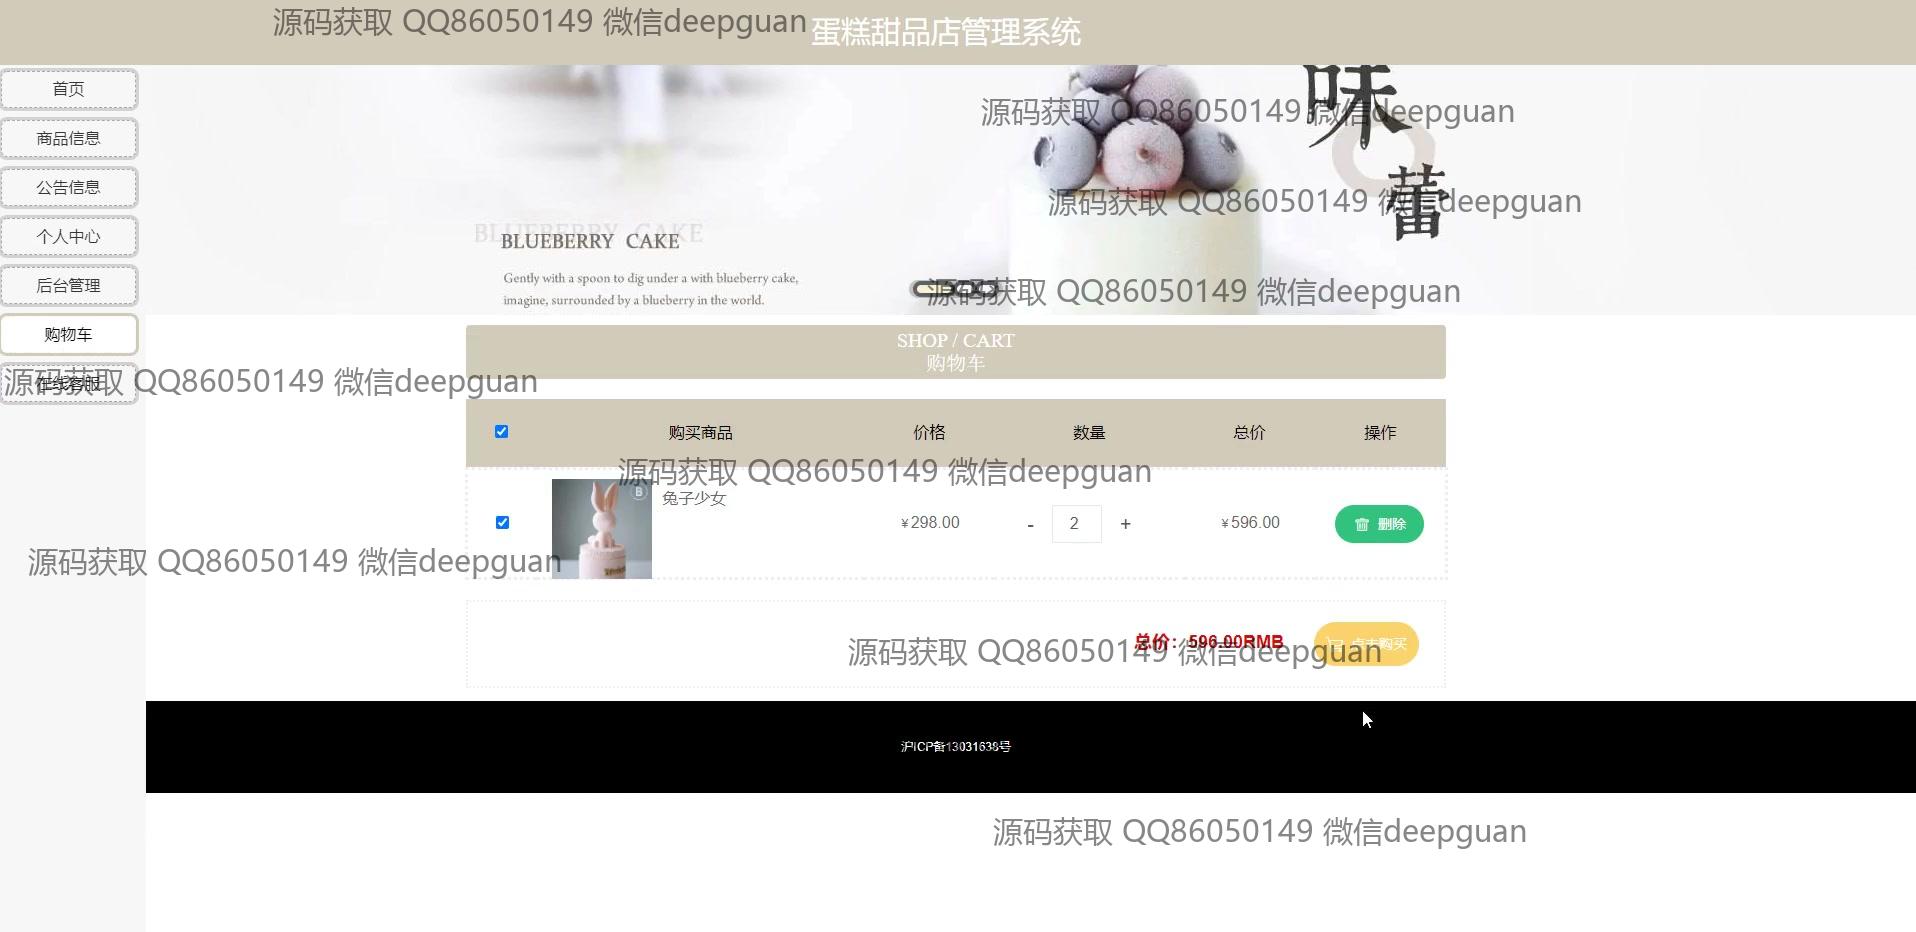 源码获取 QQ86050149 微信deepguan
蛋糕甜品店管理系统
首页
商品信息
公告信息
个人中心
后台管理
购物车
在线客服
味蕾
源码获取 QQ86050149 微信deepguan
源码获取 QQ86050149 微信deepguan
BLUEBERRY CAKE
BLUEBERRY CAKE
Gently with a spoon to dig under a with blueberry cake,
imagine, surrounded by a blueberry in the world.
源码获取 QQ86050149 微信deepguan
SHOP / CART
购物车
源码获取 QQ86050149 微信deepguan
购买商品 价格 数量 总价 操作
源码获取 QQ86050149 微信deepguan
B
兔子少女
¥298.00 - 2 + ¥596.00 删除
源码获取 QQ86050149 微信deepguan
总价：596.00RMB 点击购买
源码获取 QQ86050149 微信deepguan
沪ICP备13031638号
源码获取 QQ86050149 微信deepguan